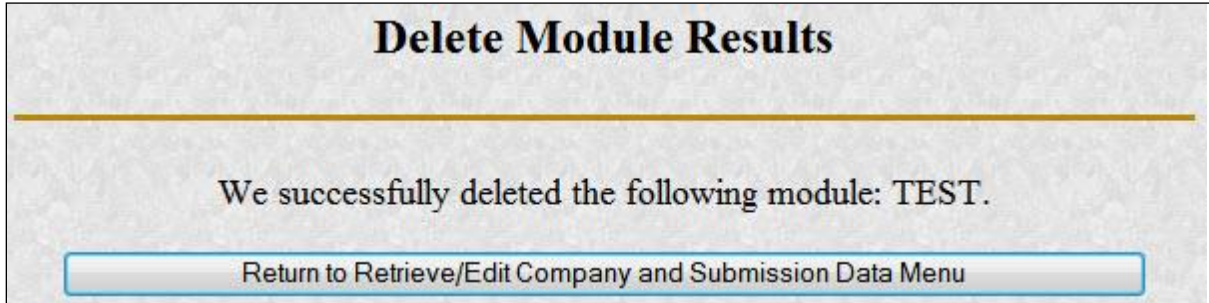 Delete Module Results
We successfully deleted the following module: TEST.
Return to Retrieve/Edit Company and Submission Data Menu